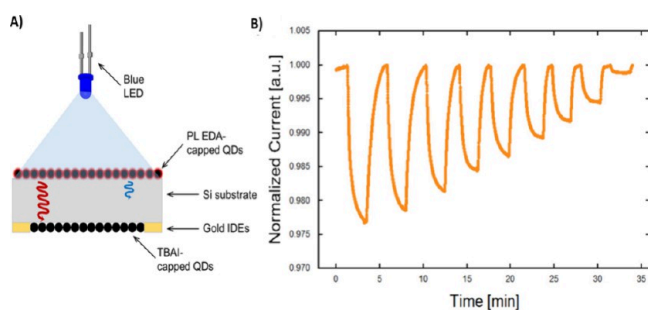 A)
Blue
LED
PL EDA-
capped QDs
Si substrate
Gold IDEs
TBAI-
capped QDs
B)
Normalized Current [a.u.]
1.005
1.000
0.995
0.990
0.985
0.980
0.975
0.970
0 5 10 15 20 25 30 35
Time [min]